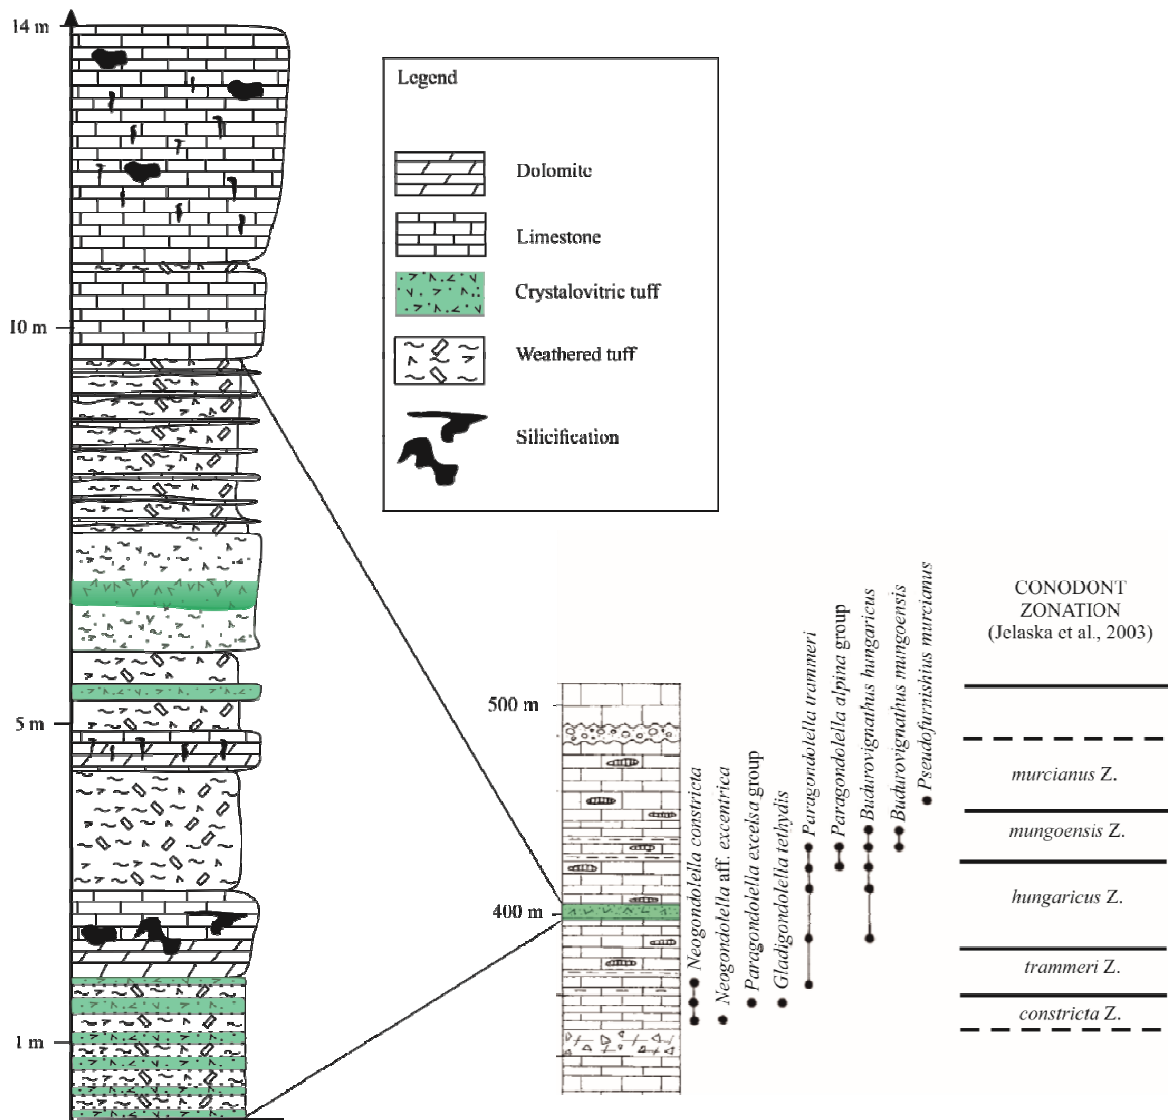 14 m
10 m
5 m
1 m
Legend
Dolomite
Limestone
Crystalovitric tuff
Weathered tuff
Silicification
500 m
400 m
Neogondolella constricta
Neogondolella aff. excentrica
Paragondolella excelsa group
Gladigondolella tethydis
Paragondolella trammeri
Paragondolella alpina group
Budurovignathus hungaricus
Budurovignathus mungoensis
Pseudofurnishius murcianus
CONODONT
ZONATION
(Jelaska et al., 2003)
murcianus Z.
mungoensis Z.
hungaricus Z.
trammeri Z.
constricta Z.